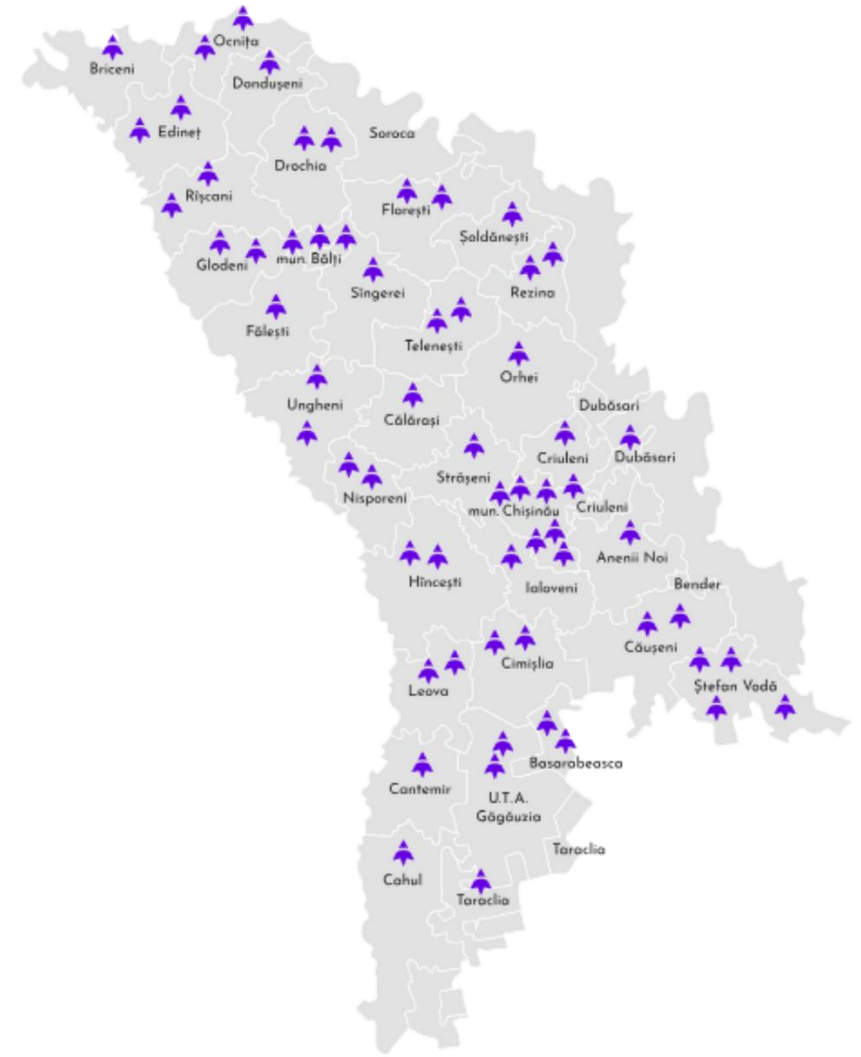 Ocnița
Briceni
Dondușeni
Edineț
Soroca
Drochia
Rîșcani
Florești
Șoldănești
Glodeni
mun. Bălți
Sîngerei
Rezina
Fălești
Telenești
Orhei
Ungheni
Călărași
Dubăsari
Criuleni
Dubăsari
Strășeni
Nisporeni
mun. Chișinău
Criuleni
Anenii Noi
Hîncești
Ialoveni
Bender
Căușeni
Cimișlia
Leova
Ștefan Vodă
Basarabeasca
Cantemir
U.T.A.
Găgăuzia
Taraclia
Cahul
Taraclia